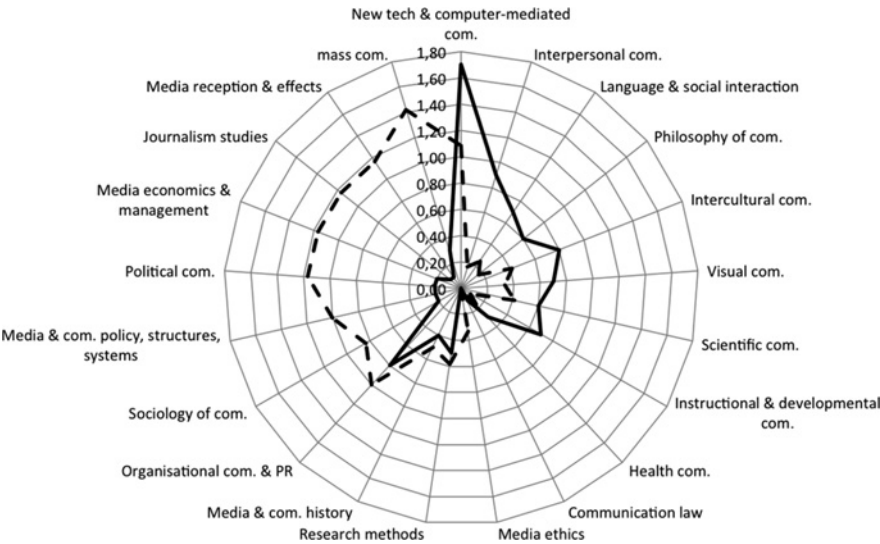 New tech & computer-mediated
com.
mass com.
Interpersonal com.
Media reception & effects
Language & social interaction
Journalism studies
Philosophy of com.
Media economics &
management
Intercultural com.
Political com.
Visual com.
Media & com. policy, structures,
systems
Scientific com.
Sociology of com.
Instructional & developmental
com.
Organisational com. & PR
Health com.
Media & com. history
Communication law
Research methods
Media ethics
1,80
1,60
1,40
1,20
1,00
0,80
0,60
0,40
0,20
0,00